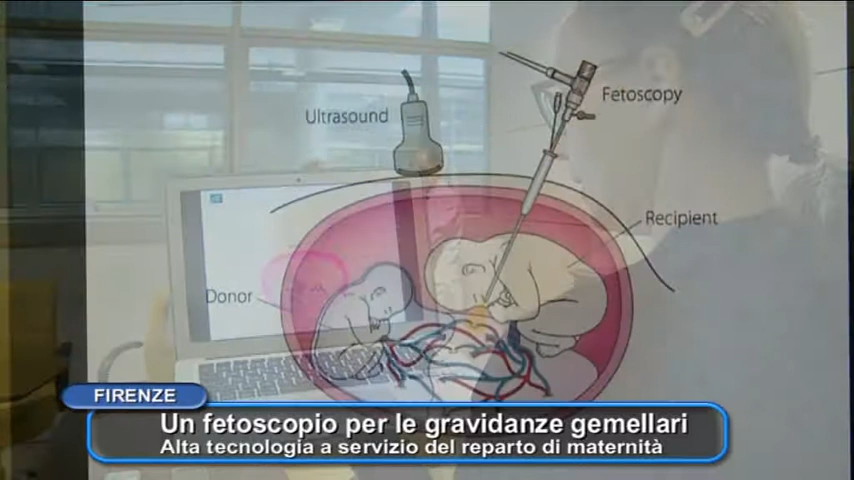 Ultrasound
Fetoscopy
Recipient
Donor
FIRENZE
Un fetoscopio per le gravidanze gemellari
Alta tecnologia a servizio del reparto di maternità